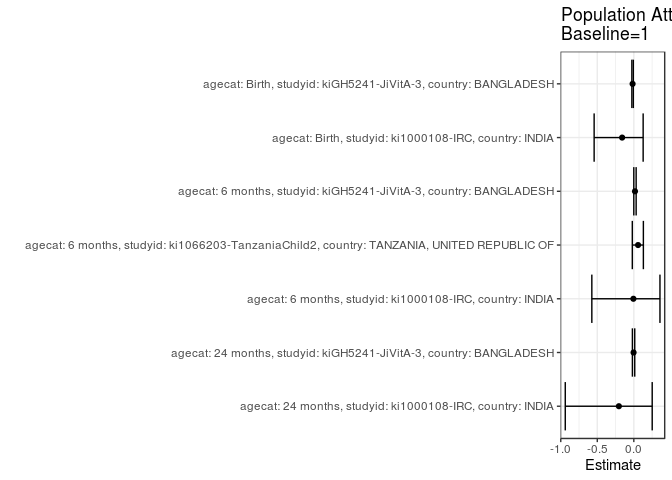 Population Att
Baseline=1
agecat: Birth, studyid: kiGH5241-JiVitA-3, country: BANGLADESH
agecat: Birth, studyid: ki1000108-IRC, country: INDIA
agecat: 6 months, studyid: kiGH5241-JiVitA-3, country: BANGLADESH
agecat: 6 months, studyid: ki1066203-TanzaniaChild2, country: TANZANIA, UNITED REPUBLIC OF
agecat: 6 months, studyid: ki1000108-IRC, country: INDIA
agecat: 24 months, studyid: kiGH5241-JiVitA-3, country: BANGLADESH
agecat: 24 months, studyid: ki1000108-IRC, country: INDIA
-1.0 -0.5 0.0
Estimate